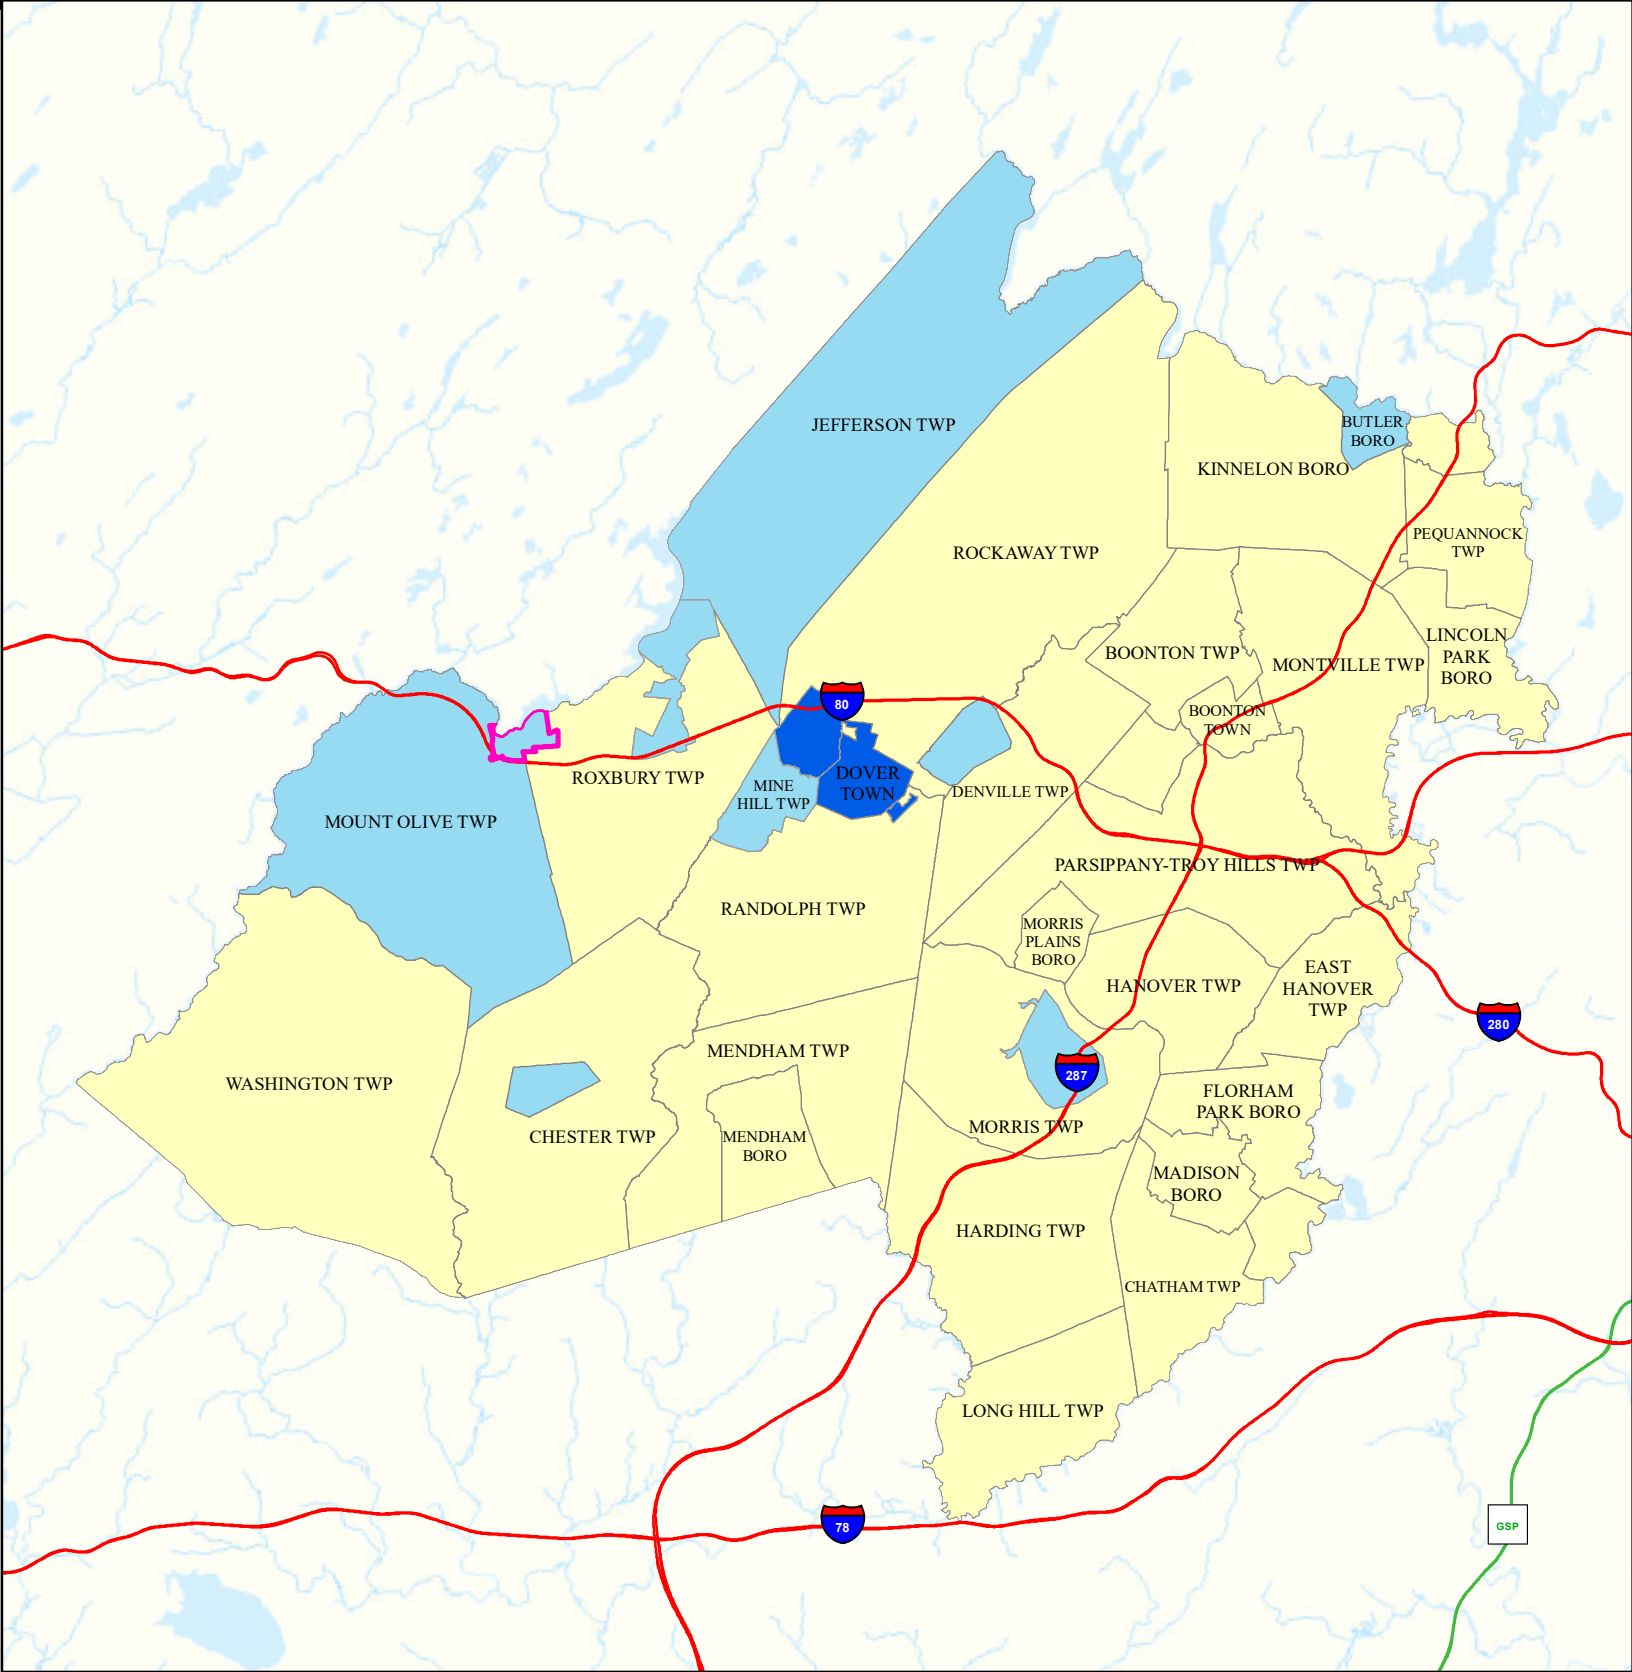 JEFFERSON TWP
BUTLER
BORO
KINNELON BORO
PEQUANNOCK
TWP
ROCKAWAY TWP
LINCOLN
PARK
BORO
BOONTON TWP
MONTVILLE TWP
80
BOONTON
TOWN
ROXBURY TWP
MINE
HILL TWP
DOVER
TOWN
DENVILLE TWP
MOUNT OLIVE TWP
PARSIPPANY-TROY HILLS TWP
RANDOLPH TWP
MORRIS
PLAINS
BORO
EAST
HANOVER
TWP
HANOVER TWP
280
MENDHAM TWP
287
WASHINGTON TWP
FLORHAM
PARK BORO
CHESTER TWP
MENDHAM
BORO
MORRIS TWP
MADISON
BORO
HARDING TWP
CHATHAM TWP
LONG HILL TWP
78
GSP